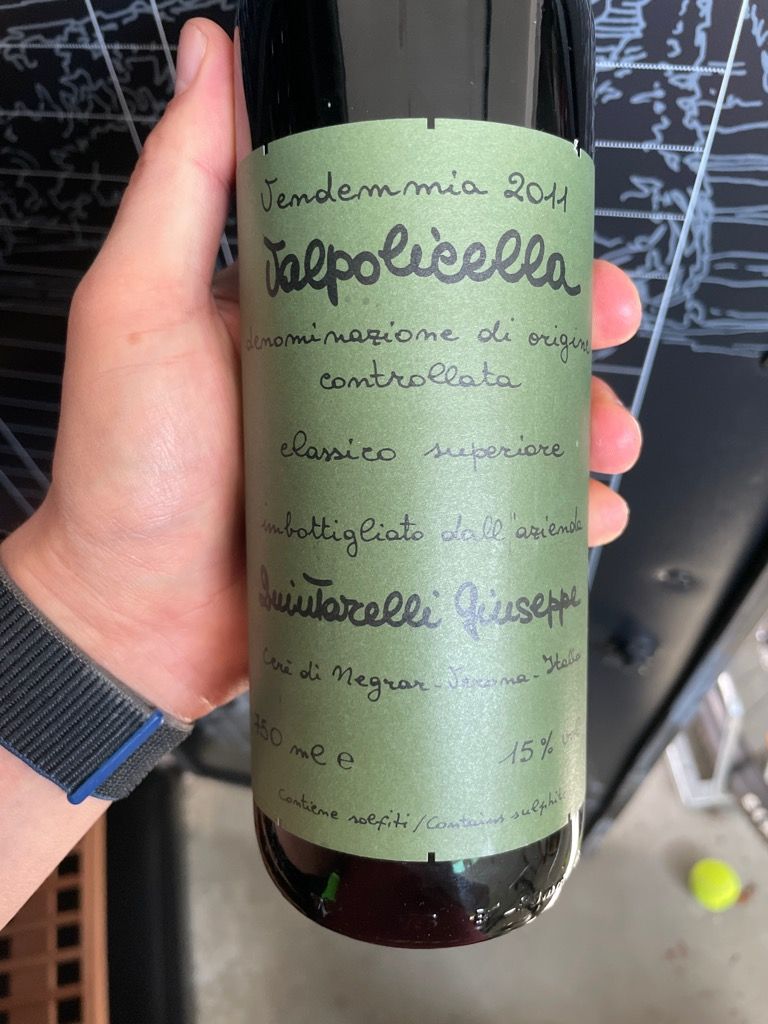 Vendemmia 2011
Valpolicella
denominazione di origine
controllata
classico superiore
imbottigliato dall'azienda
Quintarelli Giuseppe
Cerè di Negrar - Verona - Italia
750 ml e
15% vol
Contiene solfiti / Contains sulphites